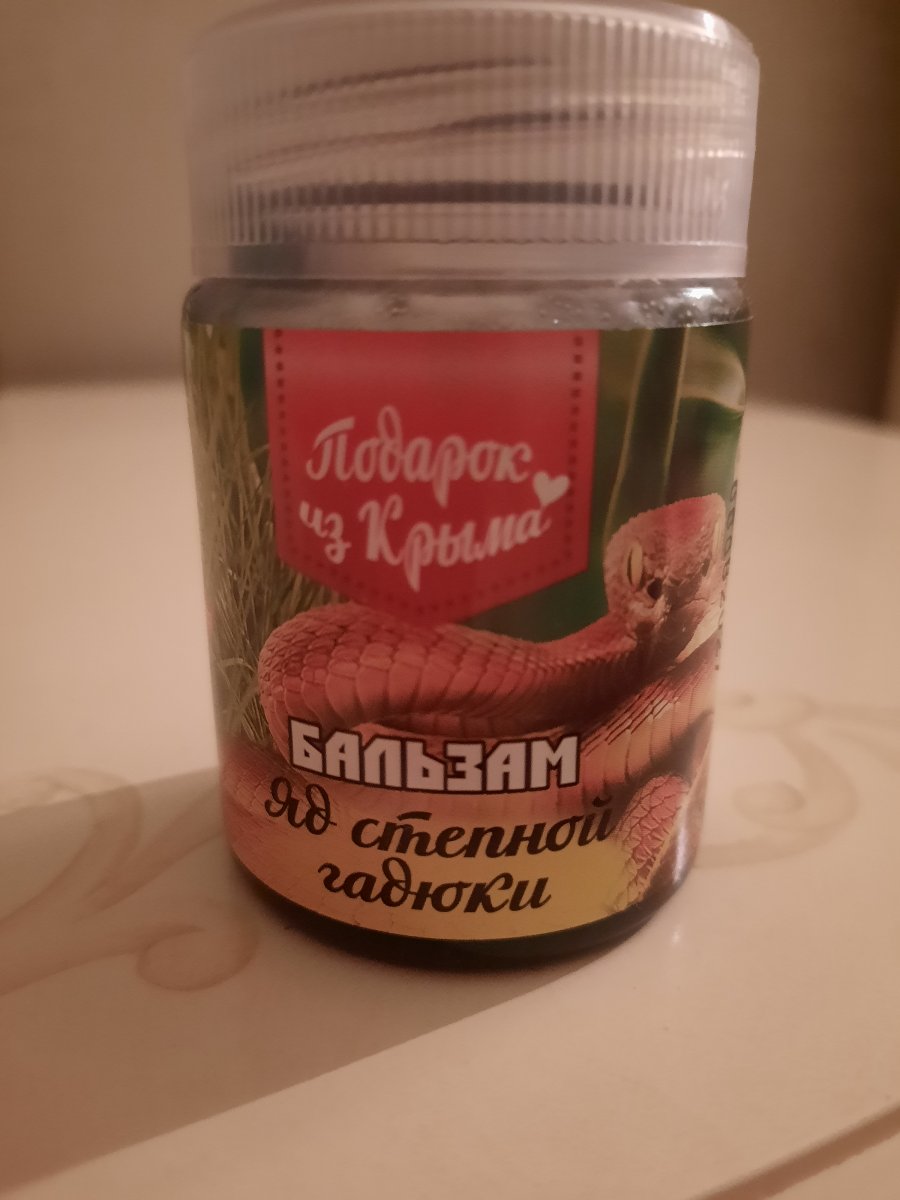 Подарок
из Крыма
БАЛЬЗАМ
Яд степной
гадюки